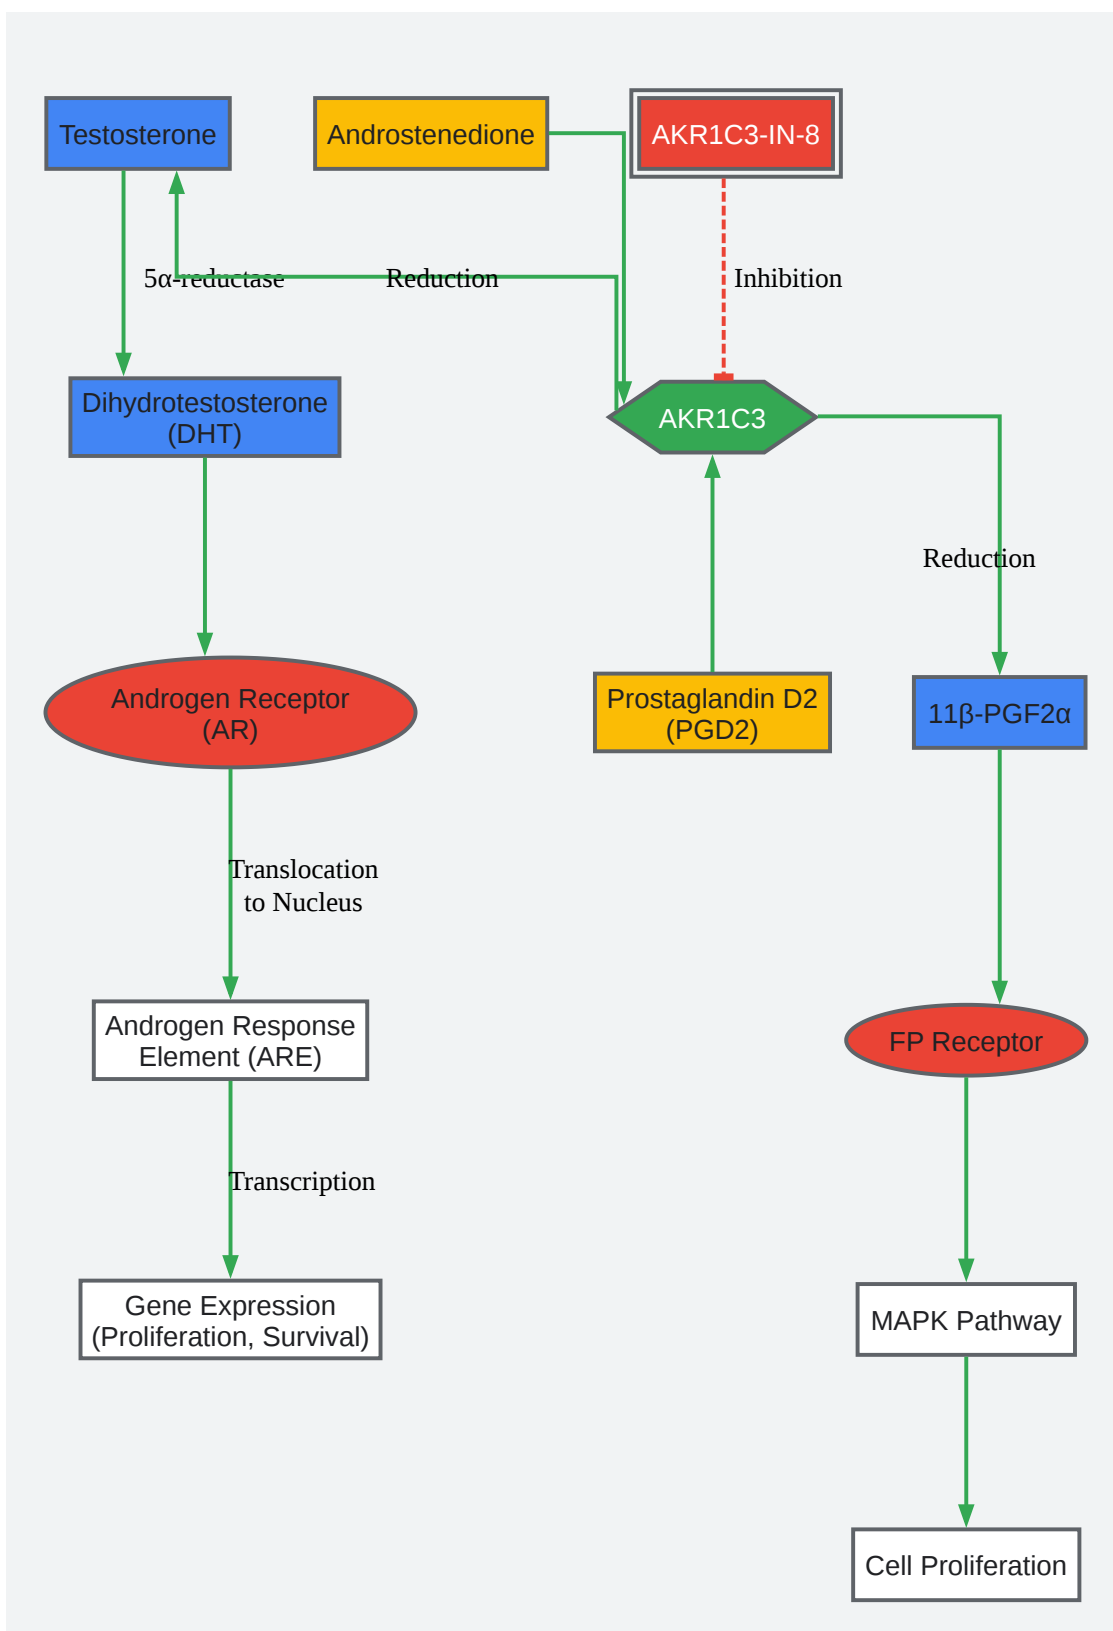 Testosterone
Androstenedione
AKR1C3-IN-8
5α-reductase
Reduction
Inhibition
Dihydrotestosterone
(DHT)
AKR1C3
Reduction
Androgen Receptor
(AR)
Prostaglandin D2
(PGD2)
11β-PGF2α
Translocation
to Nucleus
Androgen Response
Element (ARE)
FP Receptor
Transcription
Gene Expression
(Proliferation, Survival)
MAPK Pathway
Cell Proliferation